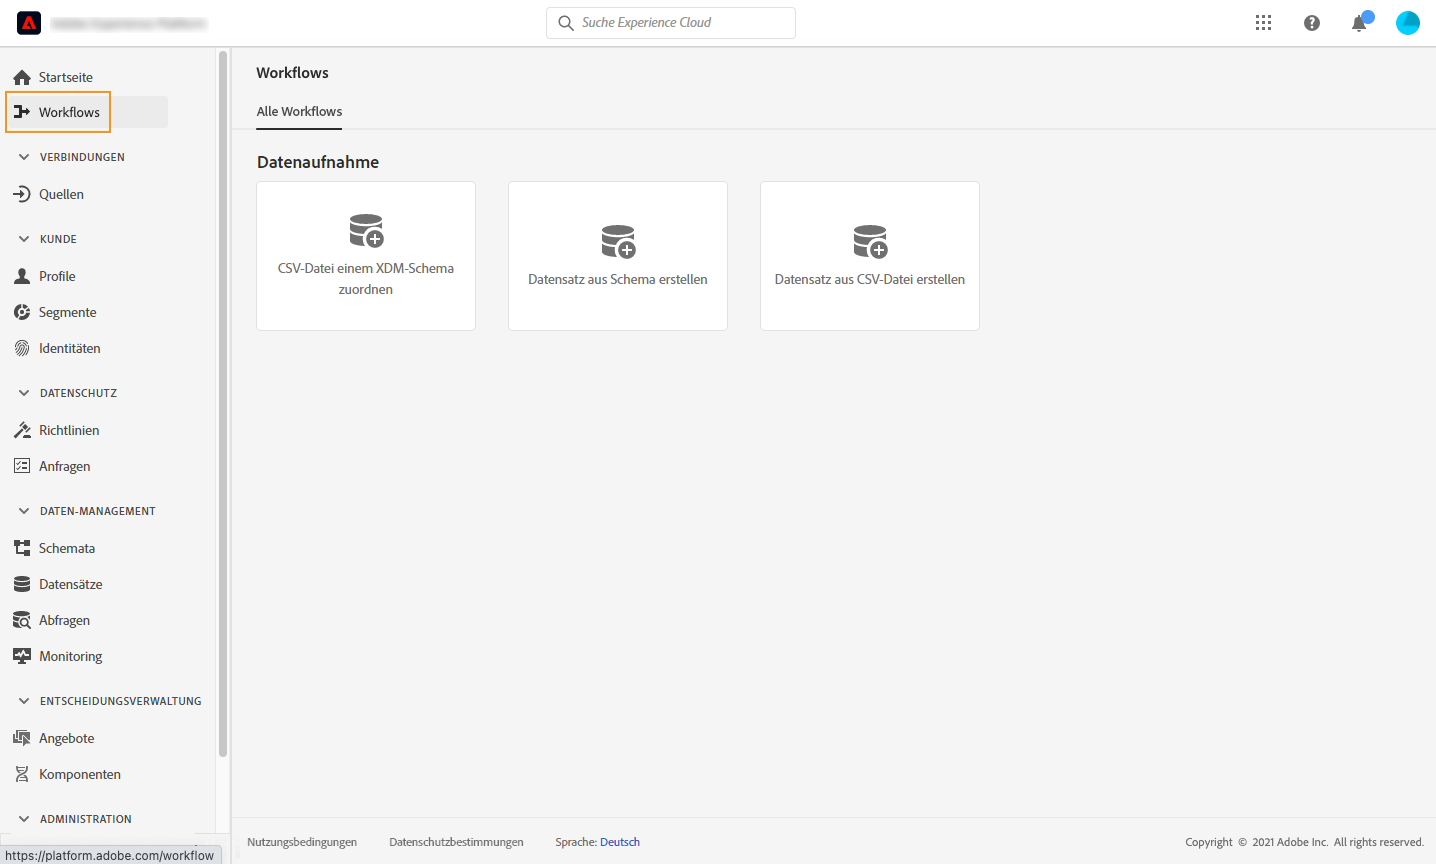 Suche Experience Cloud
Startseite
Workflows
VERBINDUNGEN
Quellen
KUNDE
Profile
Segmente
Identitäten
DATENSCHUTZ
Richtlinien
Anfragen
DATEN-MANAGEMENT
Schemata
Datensätze
Abfragen
Monitoring
ENTSCHEIDUNGSVERWALTUNG
Angebote
Komponenten
ADMINISTRATION
https://platform.adobe.com/workflow
Workflows
Alle Workflows
Datenaufnahme
CSV-Datei einem XDM-Schema
zuordnen
Datensatz aus Schema erstellen
Datensatz aus CSV-Datei erstellen
Nutzungsbedingungen Datenschutzbestimmungen Sprache: Deutsch Copyright © 2021 Adobe Inc. All rights reserved.